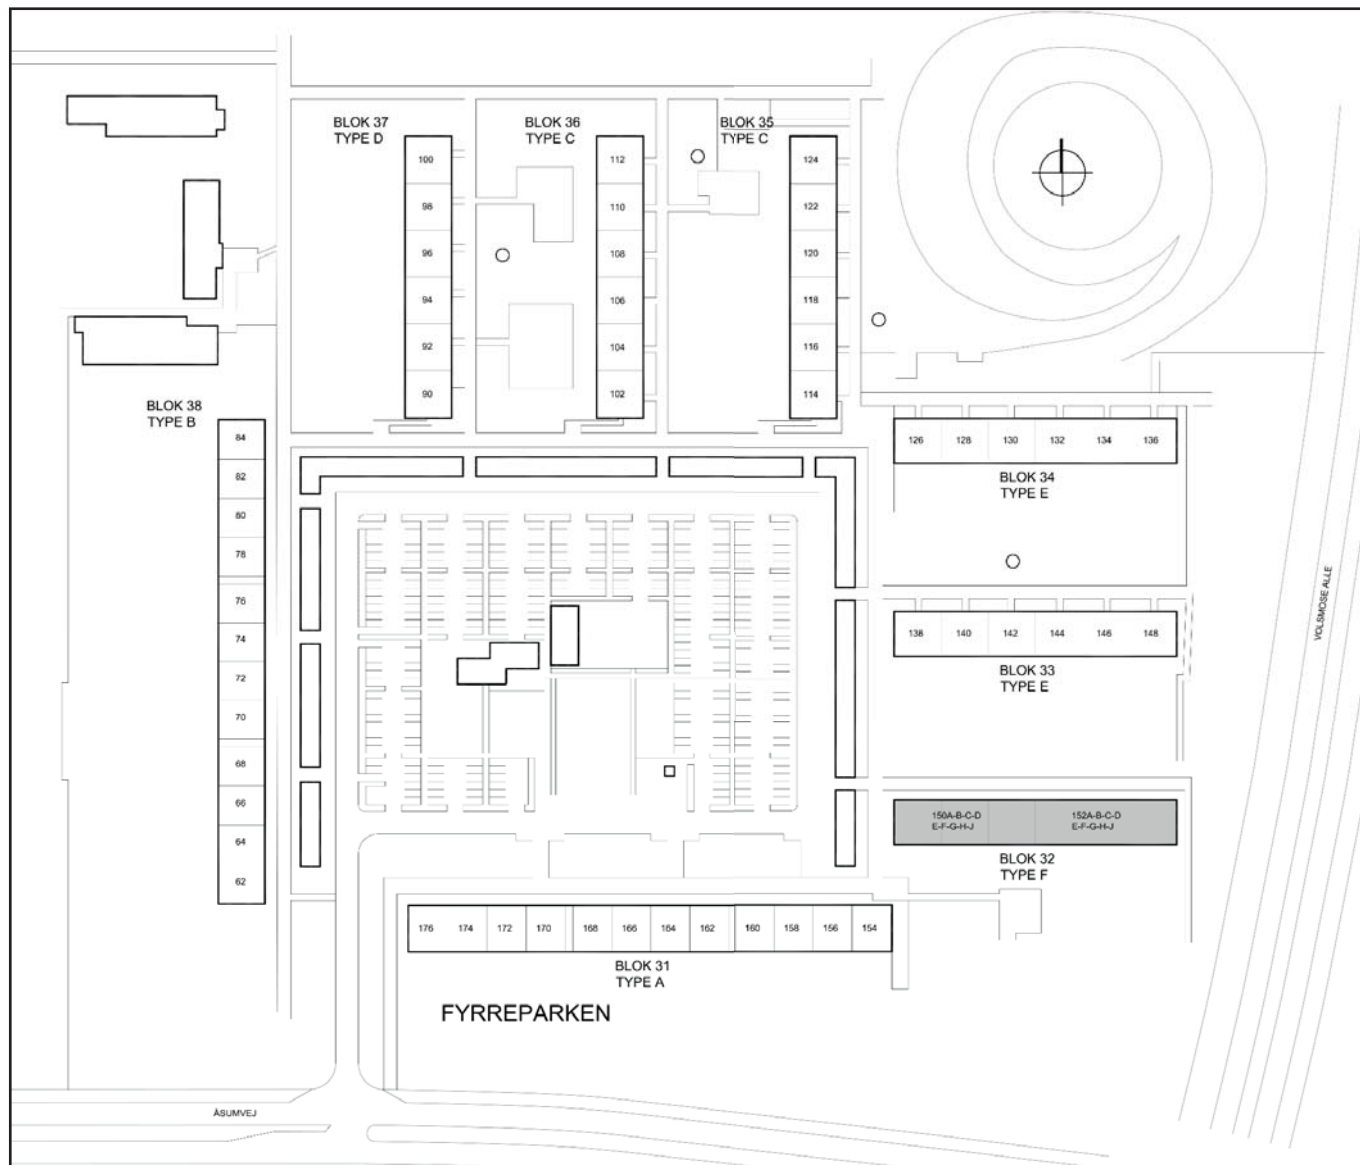 BLOK 37
TYPE D
BLOK 36
TYPE C
BLOK 35
TYPE C
100
98
96
94
92
90
112
110
108
106
104
102
124
122
120
118
116
114
BLOK 38
TYPE B
84
82
80
78
76
74
72
70
68
66
64
62
126 128 130 132 134 136
BLOK 34
TYPE E
138 140 142 144 146 148
BLOK 33
TYPE E
150A-B-C-D
E-F-G-H-J
152A-B-C-D
E-F-G-H-J
BLOK 32
TYPE F
176 174 172 170 168 166 164 162 160 158 156 154
BLOK 31
TYPE A
FYRREPARKEN
VOLSMOSE ALLE
ÅSUMVEJ